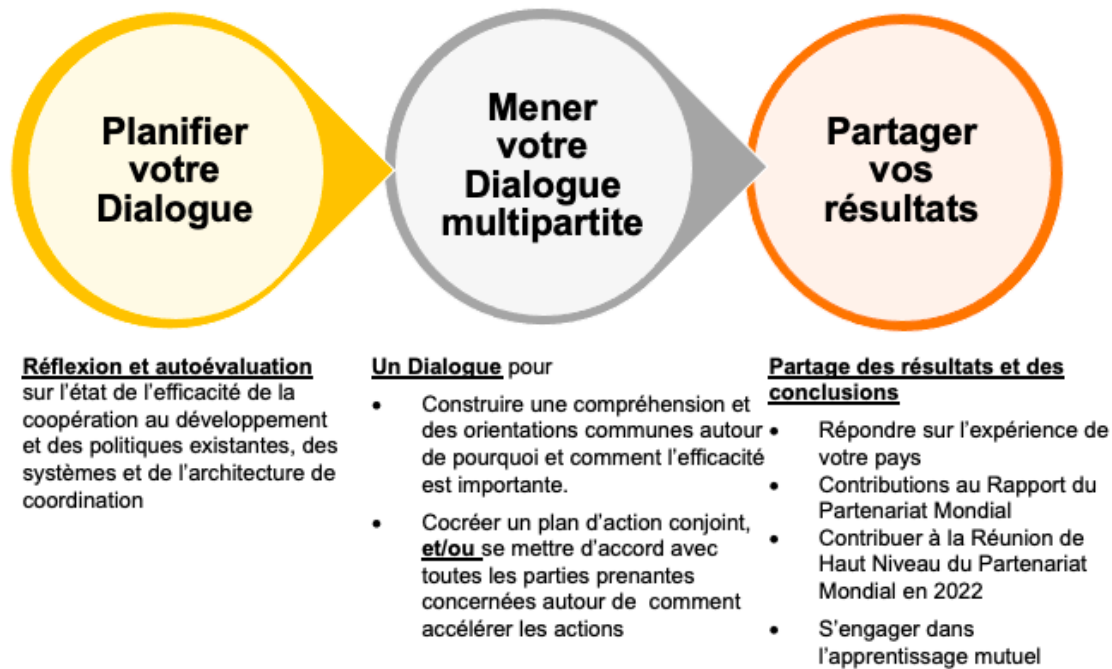 Planifier
votre
Dialogue
Mener
votre
Dialogue
multipartite
Partager
vos
résultats
Réflexion et autoévaluation
sur l'état de l'efficacité de la
coopération au développement
et des politiques existantes, des
systèmes et de l'architecture de
coordination
Un Dialogue pour
• Construire une compréhension et
des orientations communes autour
de pourquoi et comment l'efficacité
est importante.
• Cocréer un plan d'action conjoint,
et/ou se mettre d'accord avec
toutes les parties prenantes
concernées autour de comment
accélérer les actions
Partage des résultats et des
conclusions
• Répondre sur l'expérience de
votre pays
• Contributions au Rapport du
Partenariat Mondial
• Contribuer à la Réunion de
Haut Niveau du Partenariat
Mondial en 2022
• S'engager dans
l'apprentissage mutuel